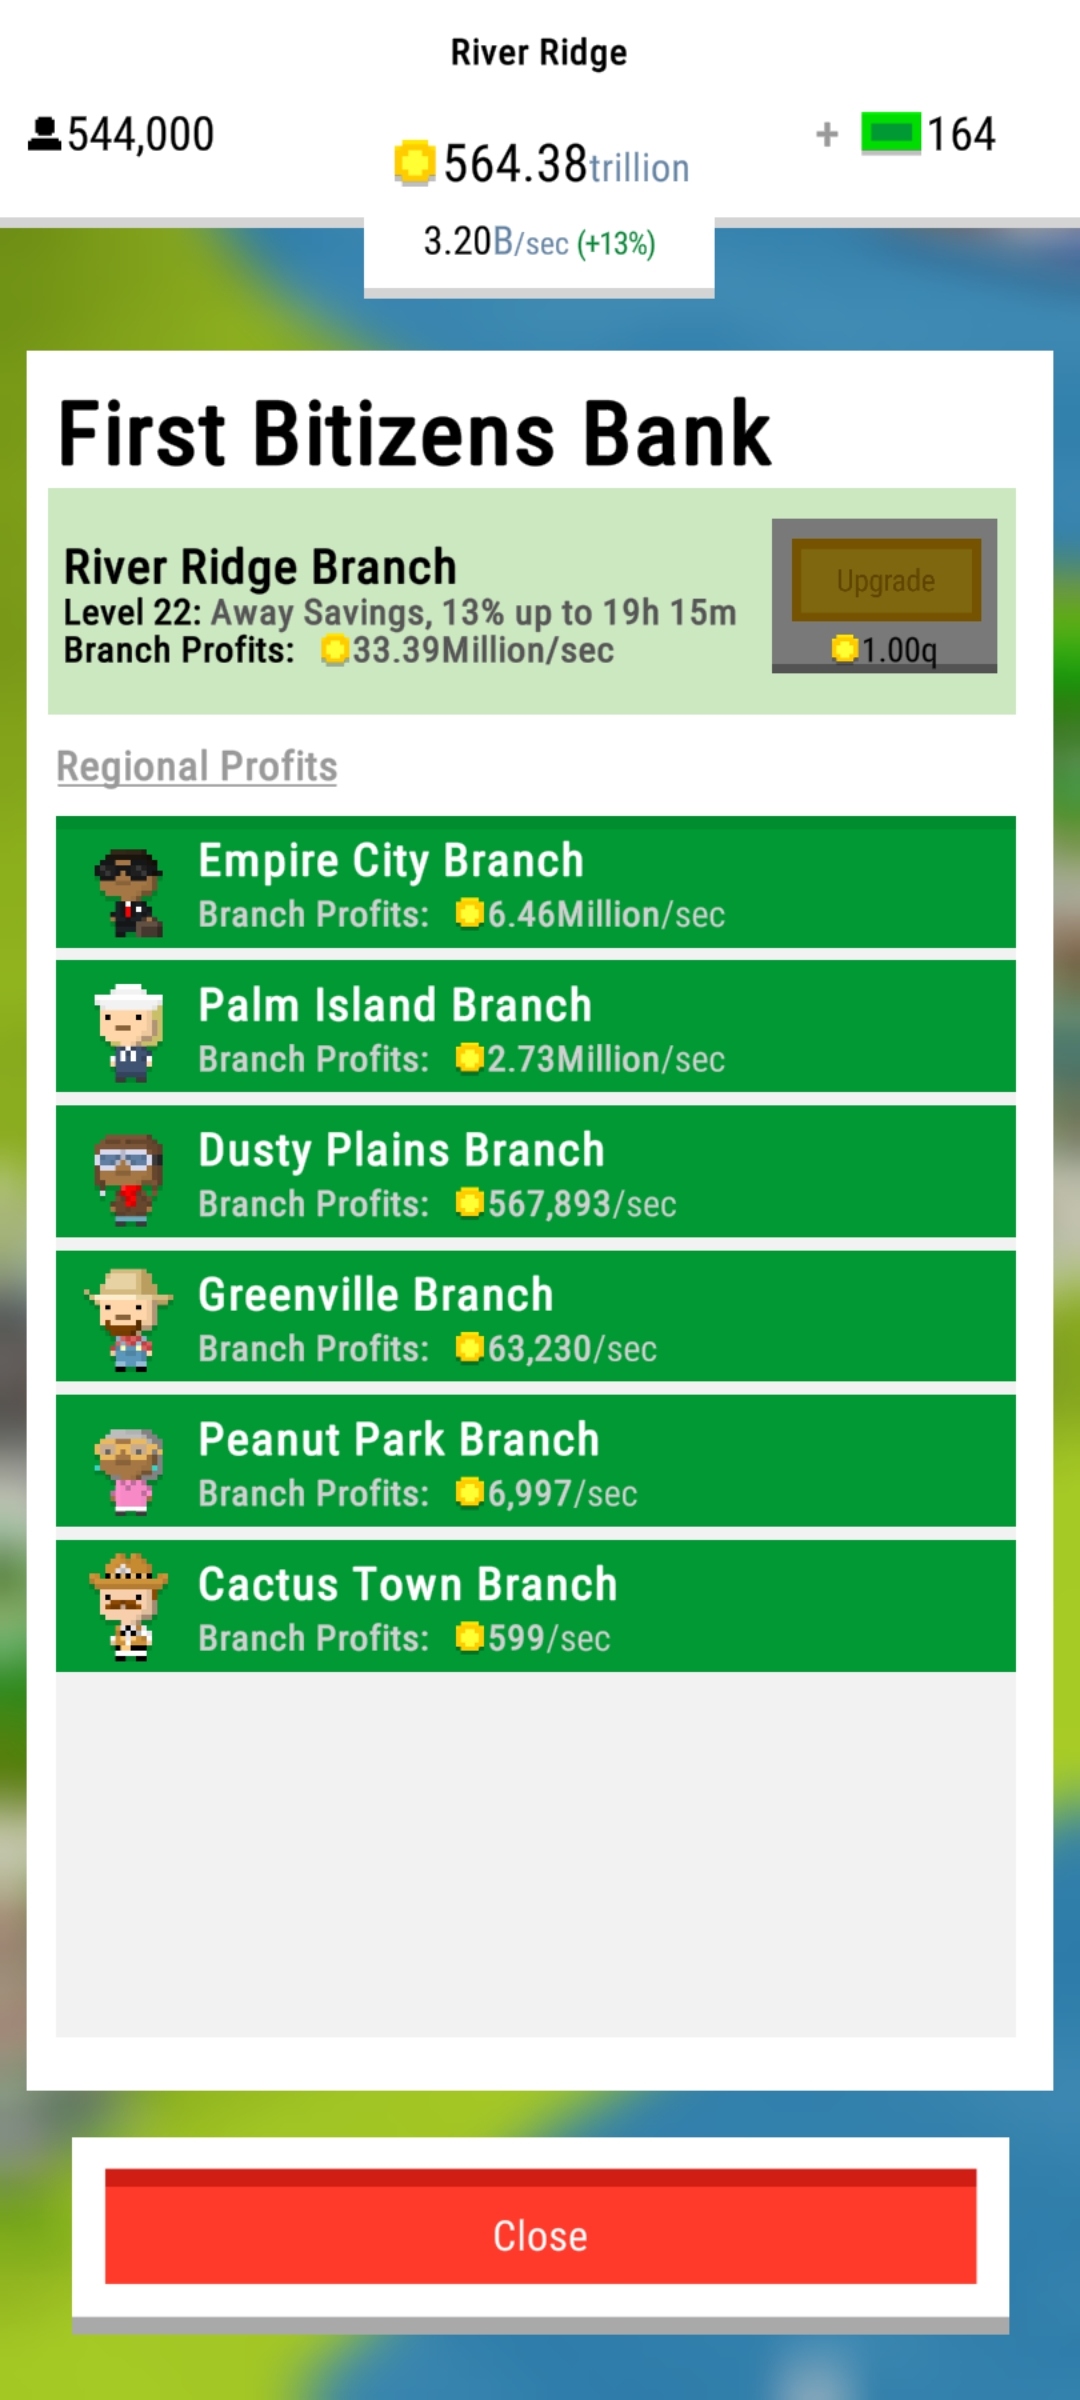 River Ridge
544,000
564.38trillion
+ 164
3.20B/sec (+13%)
First Bitizens Bank
River Ridge Branch
Level 22: Away Savings, 13% up to 19h 15m
Branch Profits: 33.39Million/sec
Upgrade
1.00q
Regional Profits
Empire City Branch
Branch Profits: 6.46Million/sec
Palm Island Branch
Branch Profits: 2.73Million/sec
Dusty Plains Branch
Branch Profits: 567,893/sec
Greenville Branch
Branch Profits: 63,230/sec
Peanut Park Branch
Branch Profits: 6,997/sec
Cactus Town Branch
Branch Profits: 599/sec
Close